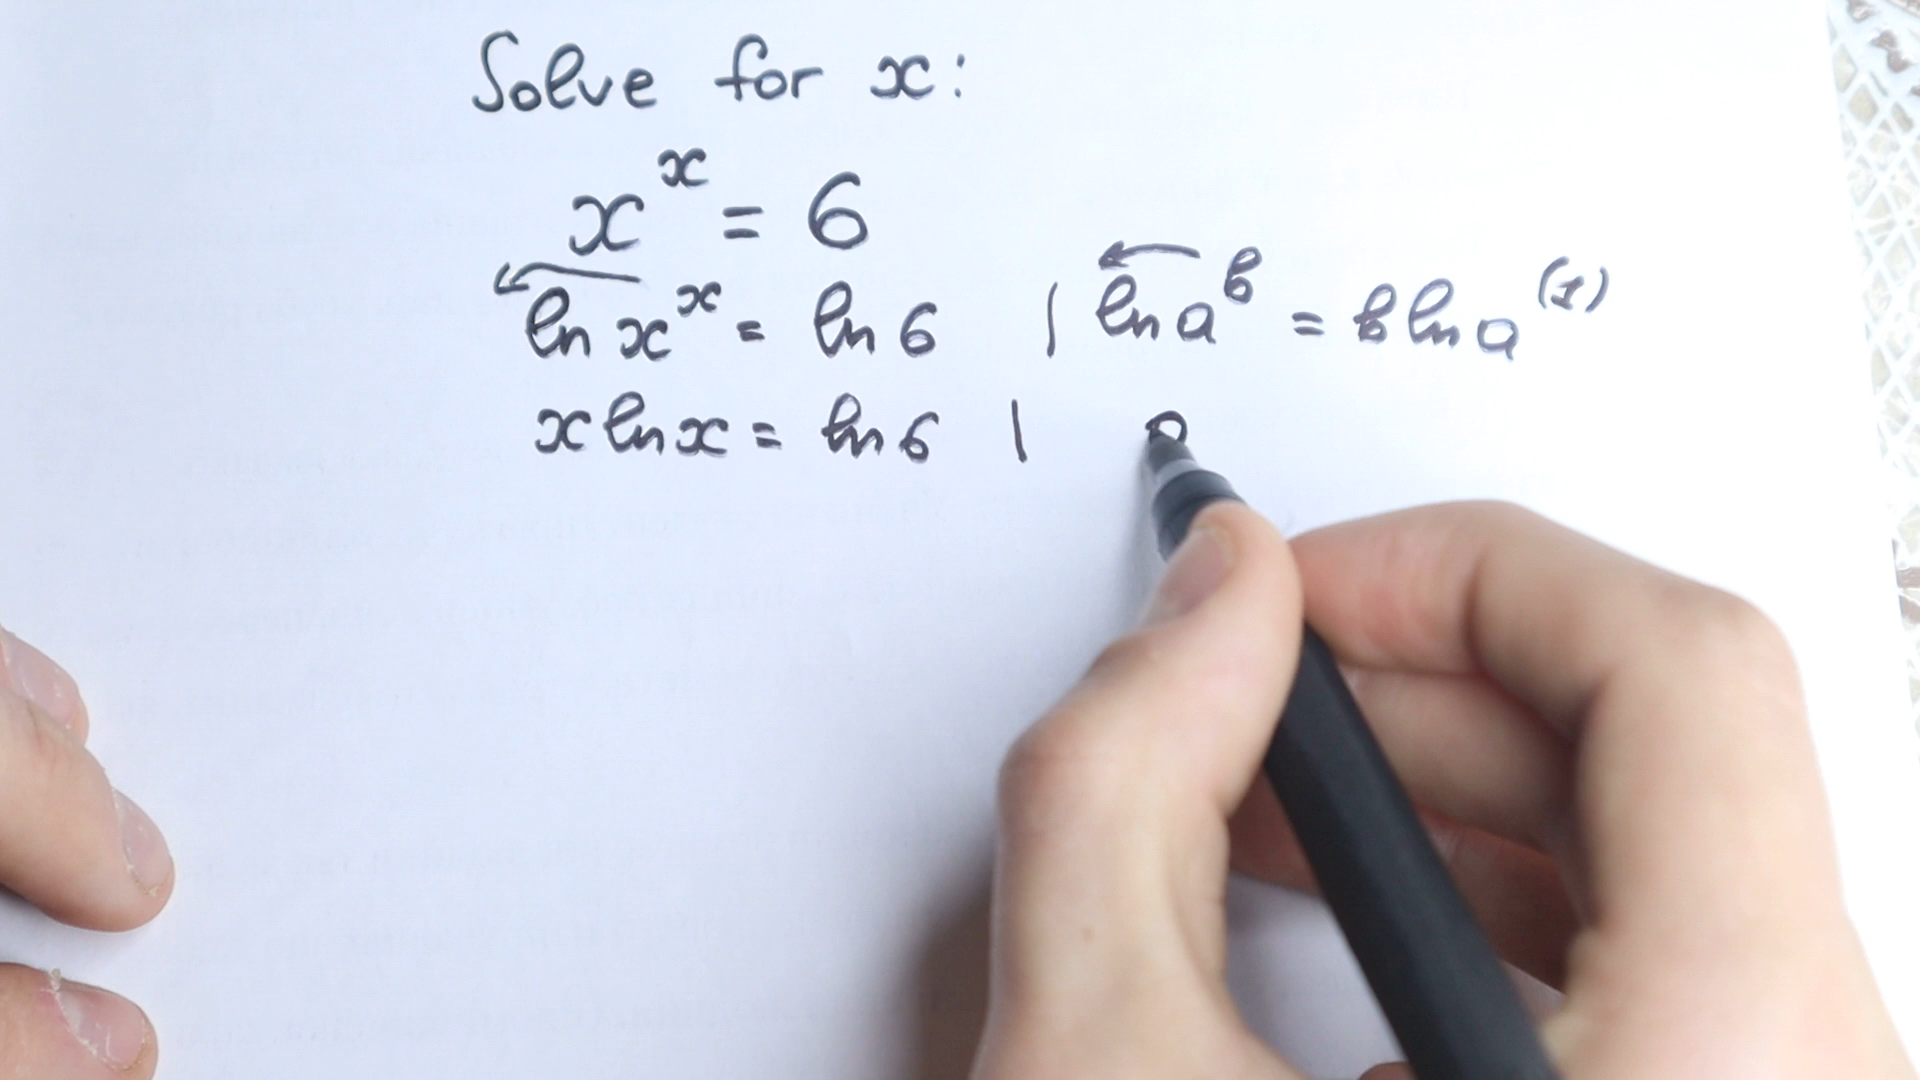 Solve for x:
x^x = 6
ln x^x = ln 6 | ln a^b = b ln a (1)
x ln x = ln 6 |